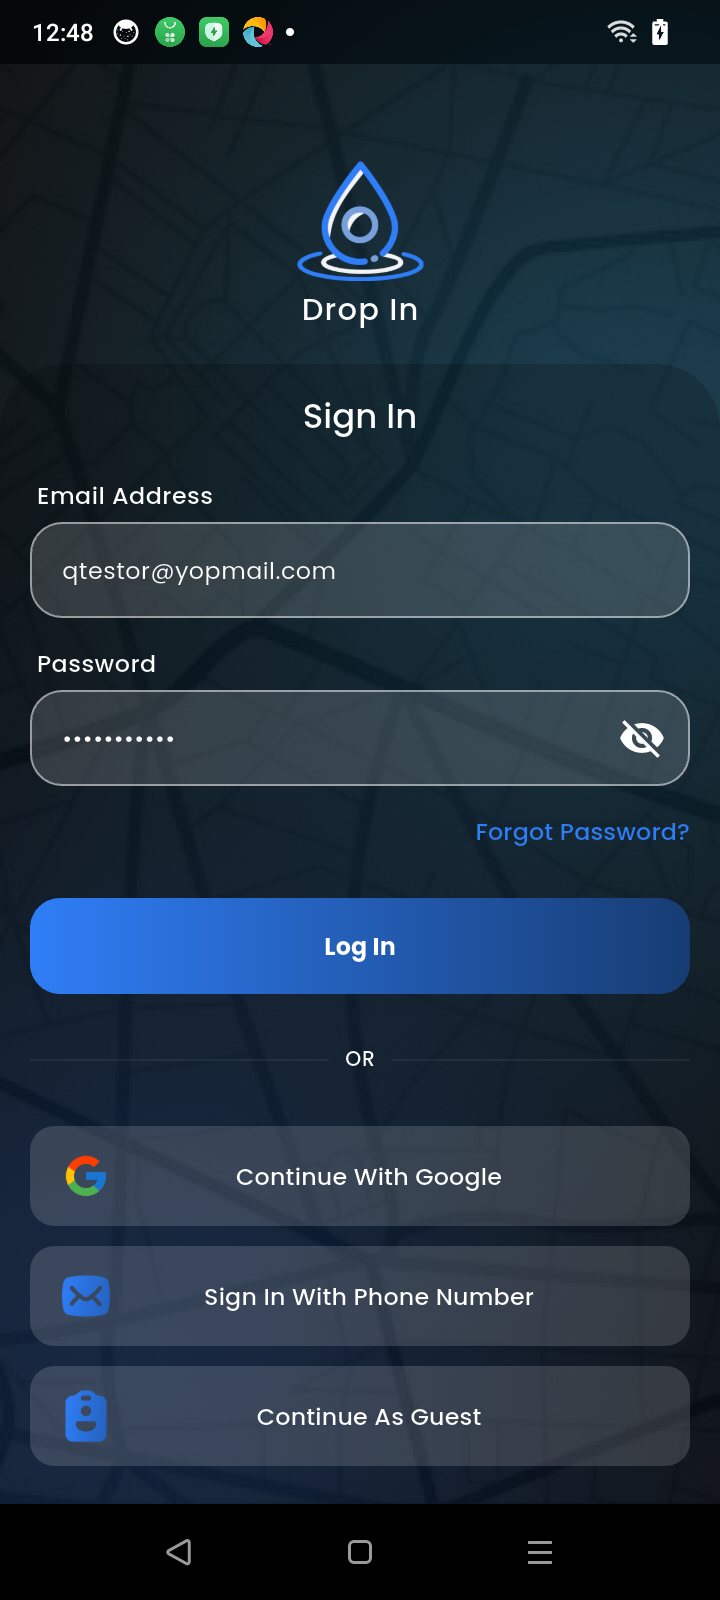 12:48
Drop In
Sign In
Email Address
qtestor@yopmail.com
Password
•••••••••••
Forgot Password?
Log In
OR
Continue With Google
Sign In With Phone Number
Continue As Guest